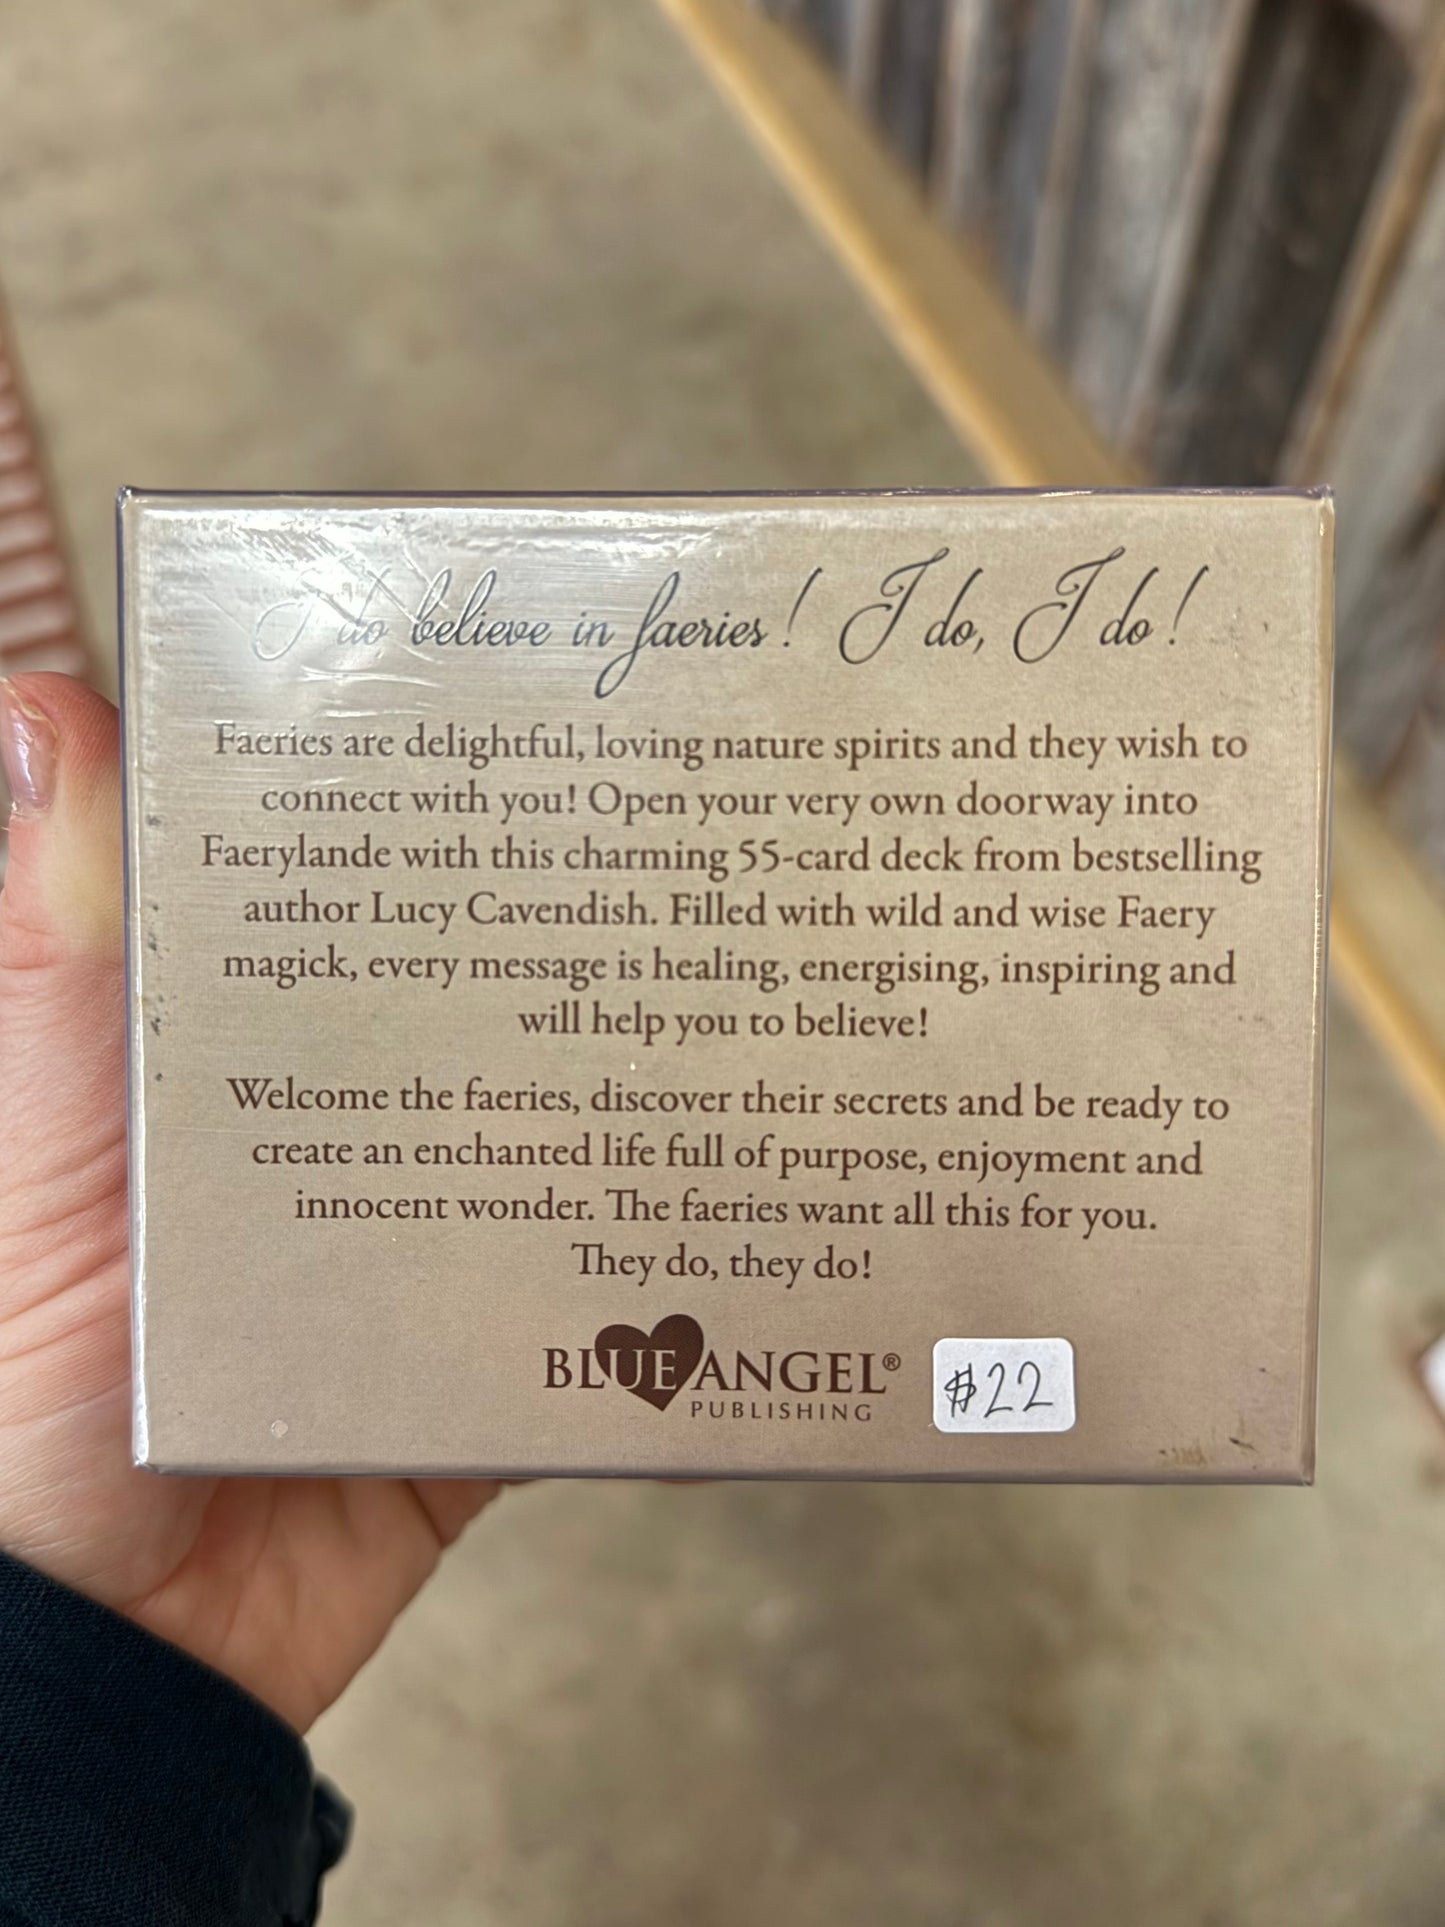 I do believe in faeries! I do, I do!
Faeries are delightful, loving nature spirits and they wish to
connect with you! Open your very own doorway into
Faerylande with this charming 55-card deck from bestselling
author Lucy Cavendish. Filled with wild and wise Faery
magick, every message is healing, energising, inspiring and
will help you to believe!
Welcome the faeries, discover their secrets and be ready to
create an enchanted life full of purpose, enjoyment and
innocent wonder. The faeries want all this for you.
They do, they do!
BLUE ANGEL®
PUBLISHING
$22